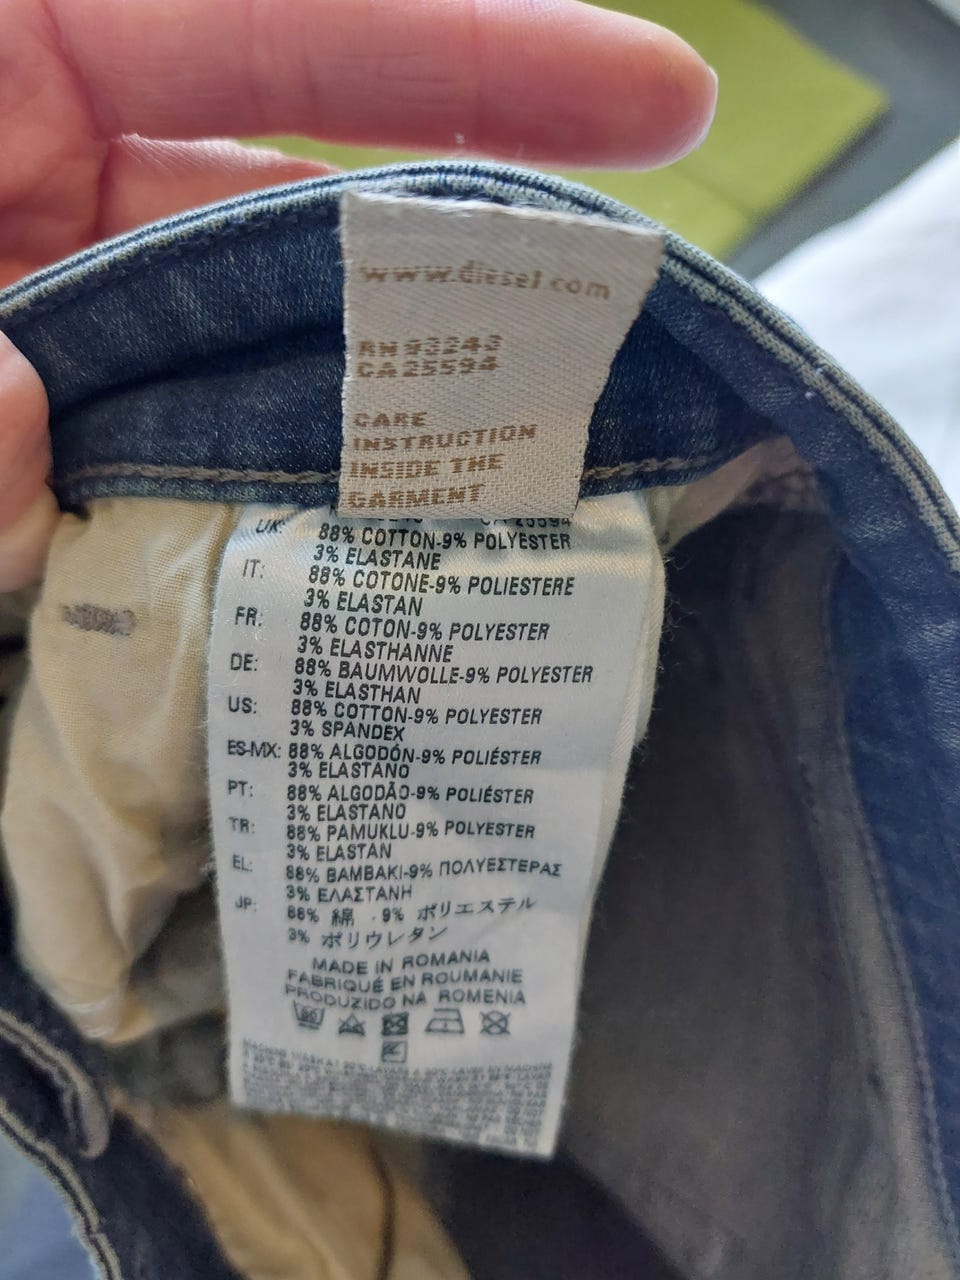 www.diesel.com
RN 93243
CA 25594
CARE
INSTRUCTION
INSIDE THE
GARMENT
CA 25594
UK: 88% COTTON-9% POLYESTER
3% ELASTANE
IT: 88% COTONE-9% POLIESTERE
3% ELASTAN
FR: 88% COTON-9% POLYESTER
3% ELASTHANNE
DE: 88% BAUMWOLLE-9% POLYESTER
3% ELASTHAN
US: 88% COTTON-9% POLYESTER
3% SPANDEX
ES-MX: 88% ALGODÓN-9% POLIÉSTER
3% ELASTANO
PT: 88% ALGODÃO-9% POLIÉSTER
3% ELASTANO
TR: 88% PAMUKLU-9% POLYESTER
3% ELASTAN
EL: 88% ΒΑΜΒΑΚΙ-9% ΠΟΛΥΕΣΤΕΡΑΣ
3% ΕΛΑΣΤΑΝΗ
JP: 88% 綿 - 9% ポリエステル
3% ポリウレタン
MADE IN ROMANIA
FABRIQUÉ EN ROUMANIE
PRODUZIDO NA ROMENIA